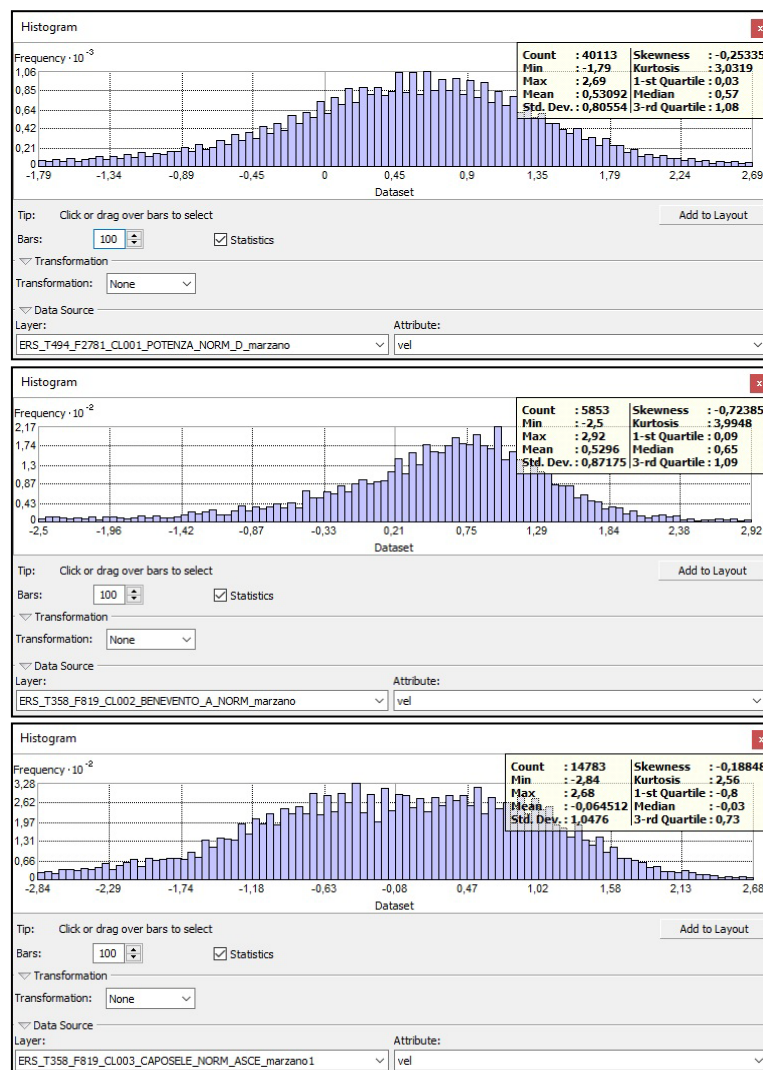 Histogram
x
Frequency · 10 -3
Count : 40113 Skewness : -0,25335
Min : -1,79 Kurtosis : 3,0319
Max : 2,69 1-st Quartile : 0,03
Mean : 0,53092 Median : 0,57
Std. Dev. : 0,80554 3-rd Quartile : 1,08
1,06
0,85
0,64
0,42
0,21
0
-1,79 -1,34 -0,89 -0,45 0 0,45 0,9 1,35 1,79 2,24 2,69
Dataset
Tip: Click or drag over bars to select Add to Layout
Bars: 100 Statistics
Transformation
Transformation: None
Data Source
Layer: Attribute:
ERS_T494_F2781_CL001_POTENZA_NORM_D_marzano vel
Histogram
x
Frequency · 10 -2
Count : 5853 Skewness : -0,72385
Min : -2,5 Kurtosis : 3,9948
Max : 2,92 1-st Quartile : 0,09
Mean : 0,5296 Median : 0,65
Std. Dev. : 0,87175 3-rd Quartile : 1,09
2,17
1,74
1,3
0,87
0,43
0
-2,5 -1,96 -1,42 -0,87 -0,33 0,21 0,75 1,29 1,84 2,38 2,92
Dataset
Tip: Click or drag over bars to select Add to Layout
Bars: 100 Statistics
Transformation
Transformation: None
Data Source
Layer: Attribute:
ERS_T358_F819_CL002_BENEVENTO_A_NORM_marzano vel
Histogram
x
Frequency · 10 -2
Count : 14783 Skewness : -0,18848
Min : -2,84 Kurtosis : 2,56
Max : 2,68 1-st Quartile : -0,8
Mean : -0,064512 Median : -0,03
Std. Dev. : 1,0476 3-rd Quartile : 0,73
3,28
2,62
1,97
1,31
0,66
0
-2,84 -2,29 -1,74 -1,18 -0,63 -0,08 0,47 1,02 1,58 2,13 2,68
Dataset
Tip: Click or drag over bars to select Add to Layout
Bars: 100 Statistics
Transformation
Transformation: None
Data Source
Layer: Attribute:
ERS_T358_F819_CL003_CAPOSELE_NORM_ASCE_marzano1 vel